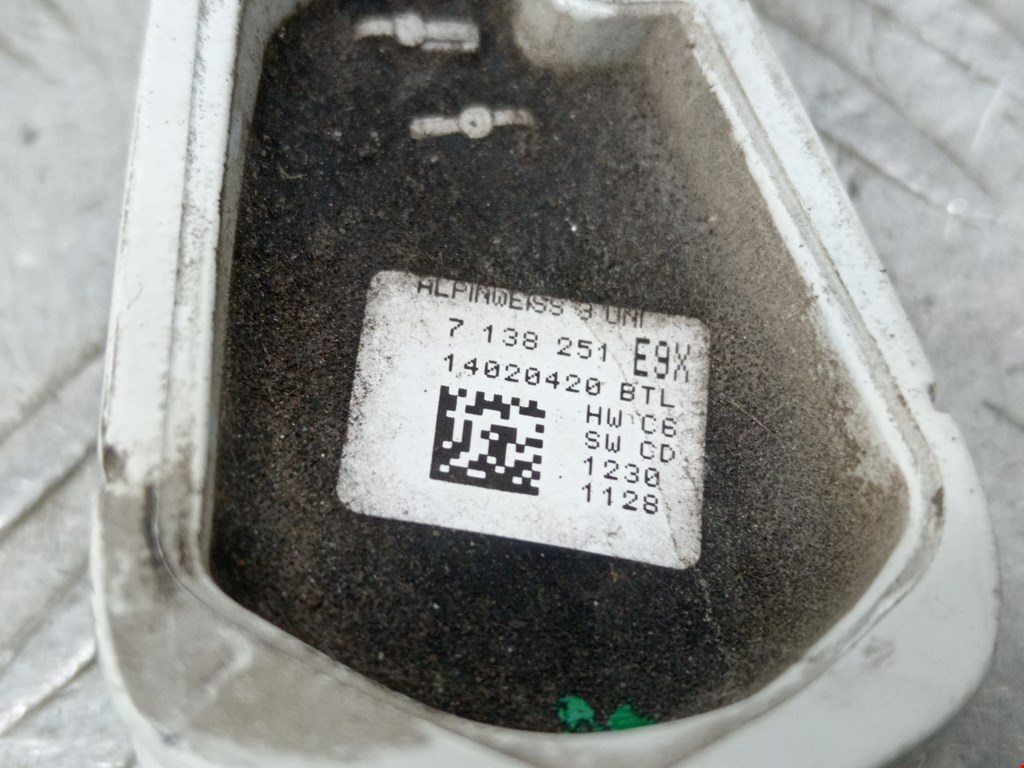 ALPINWEISS 3 UNI
7 138 251 E9X
14020420 BTL
HW C6
SW CD
1230
1128